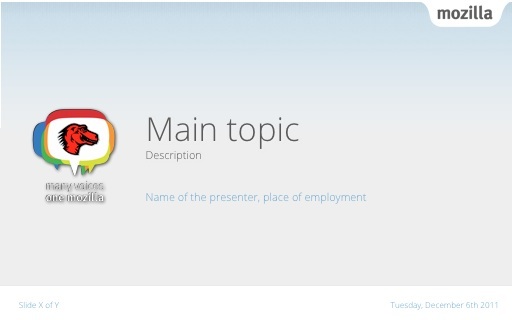 mozilla
Main topic
Description
many voices
one mozilla
Name of the presenter, place of employment
Slide X of Y
Tuesday, December 6th 2011